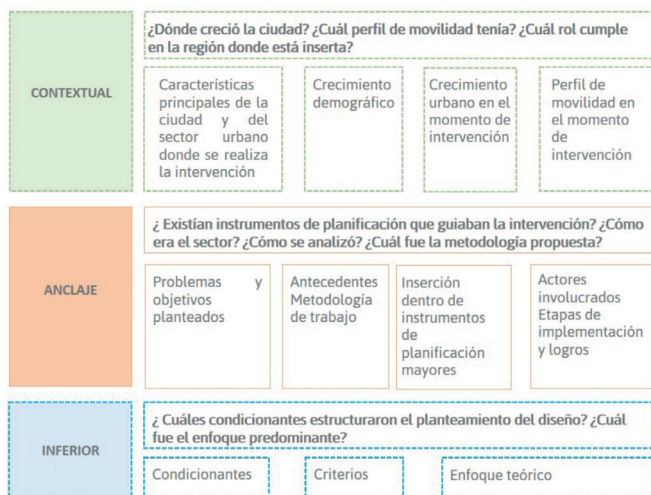 ¿Dónde creció la ciudad? ¿Cuál perfil de movilidad tenía? ¿Cuál rol cumple
en la región donde está inserta?
CONTEXTUAL
Características
principales de la
ciudad y del
sector urbano
donde se realiza
la intervención
Crecimiento
demográfico
Crecimiento
urbano en el
momento de
intervención
Perfil de
movilidad en
el momento
de
intervención
¿ Existían instrumentos de planificación que guiaban la intervención? ¿Cómo
era el sector? ¿Cómo se analizó? ¿Cuál fue la metodología propuesta?
ANCLAJE
Problemas y
objetivos
planteados
Antecedentes
Metodología
de trabajo
Inserción
dentro de
instrumentos
de
planificación
mayores
Actores
involucrados
Etapas de
implementación
y logros
¿ Cuáles condicionantes estructuraron el planteamiento del diseño? ¿Cuál
fue el enfoque predominante?
INFERIOR
Condicionantes
Criterios
Enfoque teórico